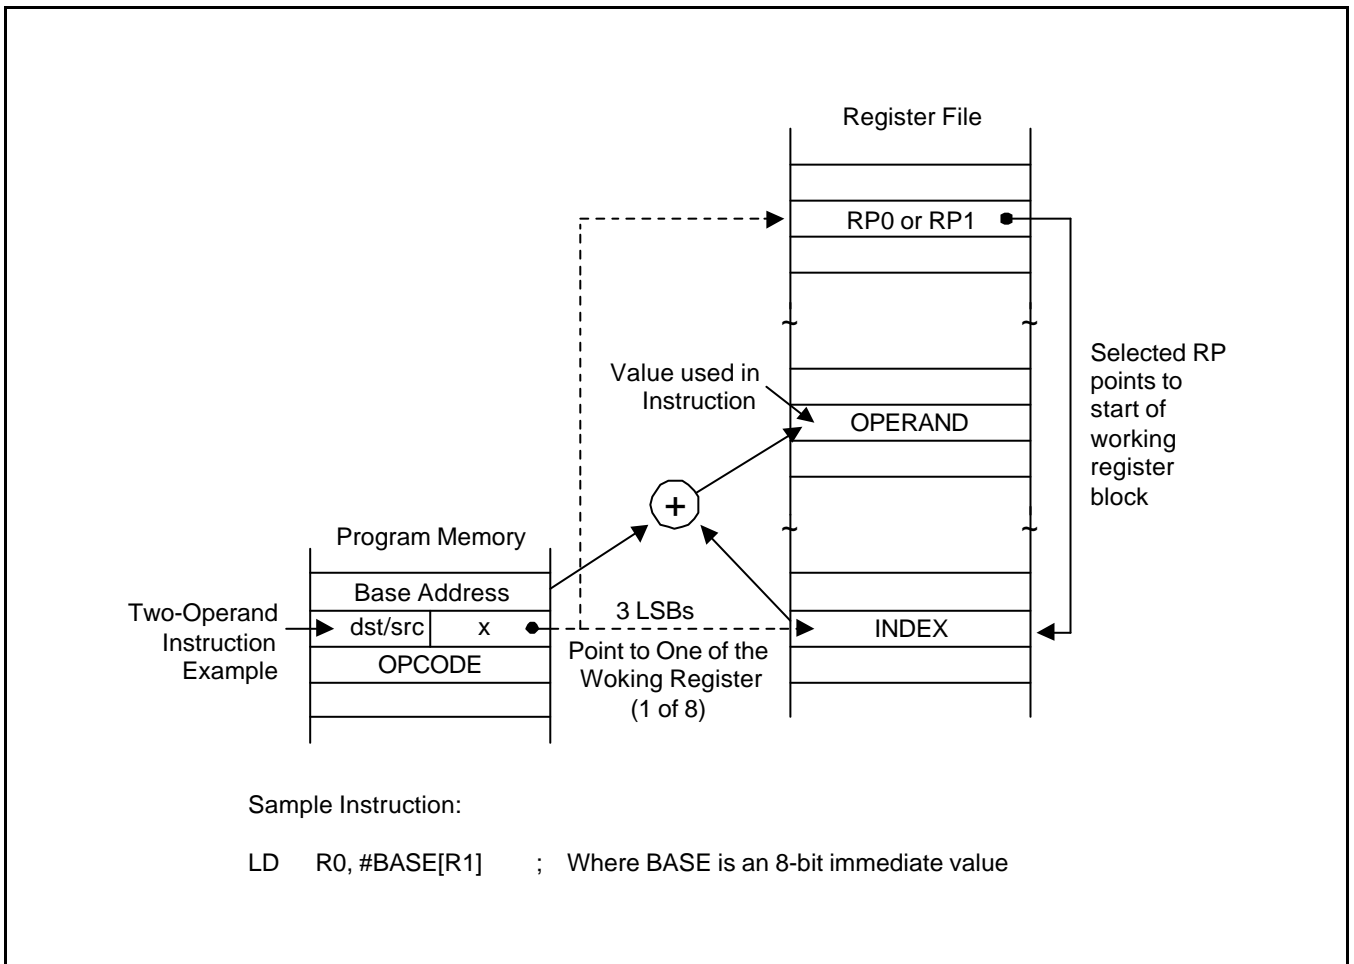 Register File
RP0 or RP1
Selected RP
points to
start of
working
register
block
Value used in
Instruction
OPERAND
+
Program Memory
Base Address
Two-Operand
Instruction
Example
dst/src
x
OPCODE
3 LSBs
Point to One of the
Woking Register
(1 of 8)
INDEX
~
~
~
~
Sample Instruction:
LD R0, #BASE[R1] ; Where BASE is an 8-bit immediate value